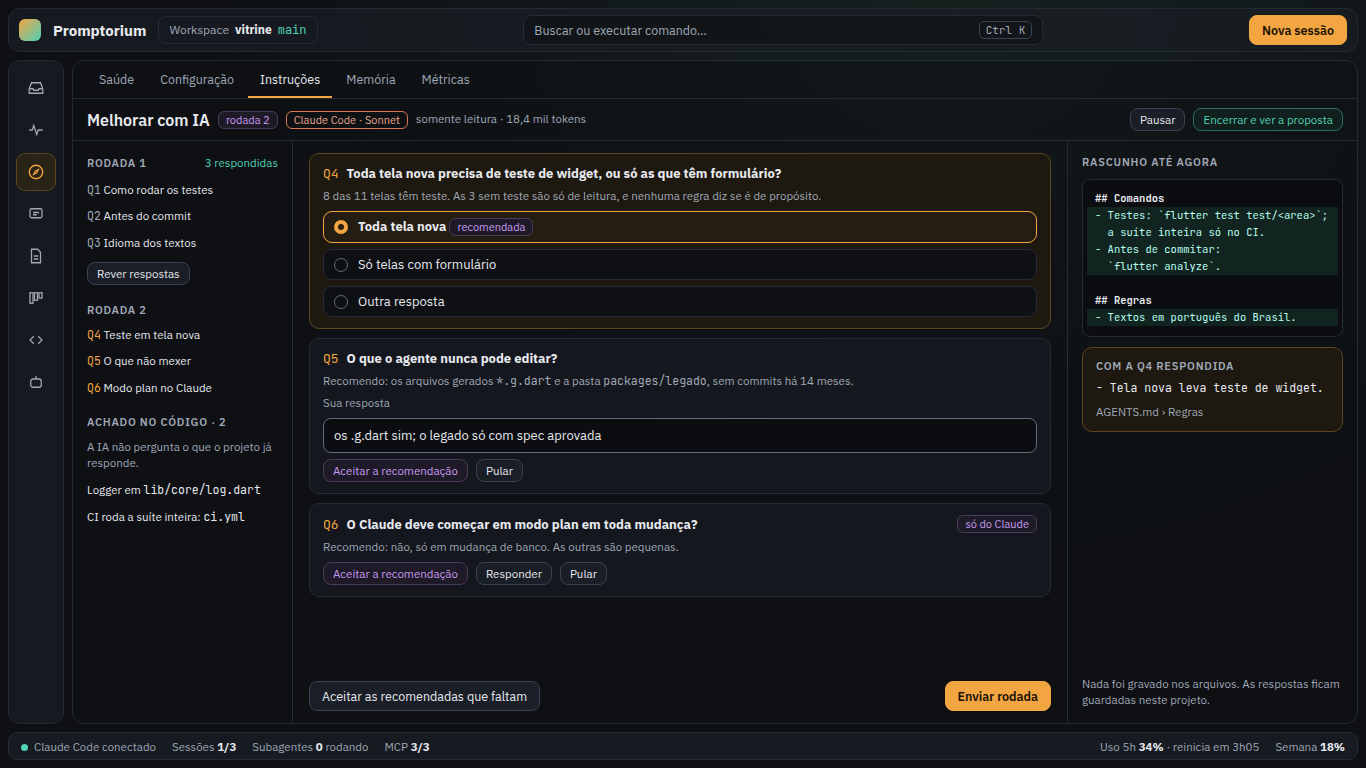 Promptorium
Workspace vitrine main
Buscar ou executar comando…
Ctrl K
Nova sessão
Saúde
Configuração
Instruções
Memória
Métricas
Melhorar com IA
rodada 2
Claude Code · Sonnet
somente leitura · 18,4 mil tokens
Pausar
Encerrar e ver a proposta
RODADA 1
3 respondidas
Q1 Como rodar os testes
Q2 Antes do commit
Q3 Idioma dos textos
Rever respostas
RODADA 2
Q4 Teste em tela nova
Q5 O que não mexer
Q6 Modo plan no Claude
ACHADO NO CÓDIGO · 2
A IA não pergunta o que o projeto já
responde.
Logger em lib/core/log.dart
CI roda a suíte inteira: ci.yml
Q4 Toda tela nova precisa de teste de widget, ou só as que têm formulário?
8 das 11 telas têm teste. As 3 sem teste são só de leitura, e nenhuma regra diz se é de propósito.
Toda tela nova recomendada
Só telas com formulário
Outra resposta
Q5 O que o agente nunca pode editar?
Recomendo: os arquivos gerados *.g.dart e a pasta packages/legado, sem commits há 14 meses.
Sua resposta
os .g.dart sim; o legado só com spec aprovada
Aceitar a recomendação
Pular
Q6 O Claude deve começar em modo plan em toda mudança?
só do Claude
Recomendo: não, só em mudança de banco. As outras são pequenas.
Aceitar a recomendação
Responder
Pular
Aceitar as recomendadas que faltam
Enviar rodada
RASCUNHO ATÉ AGORA
## Comandos
- Testes: `flutter test test/<area>`;
a suíte inteira só no CI.
- Antes de commitar:
`flutter analyze`.
## Regras
- Textos em português do Brasil.
COM A Q4 RESPONDIDA
- Tela nova leva teste de widget.
AGENTS.md › Regras
Nada foi gravado nos arquivos. As respostas ficam
guardadas neste projeto.
Claude Code conectado
Sessões 1/3
Subagentes 0 rodando
MCP 3/3
Uso 5h 34% · reinicia em 3h05
Semana 18%